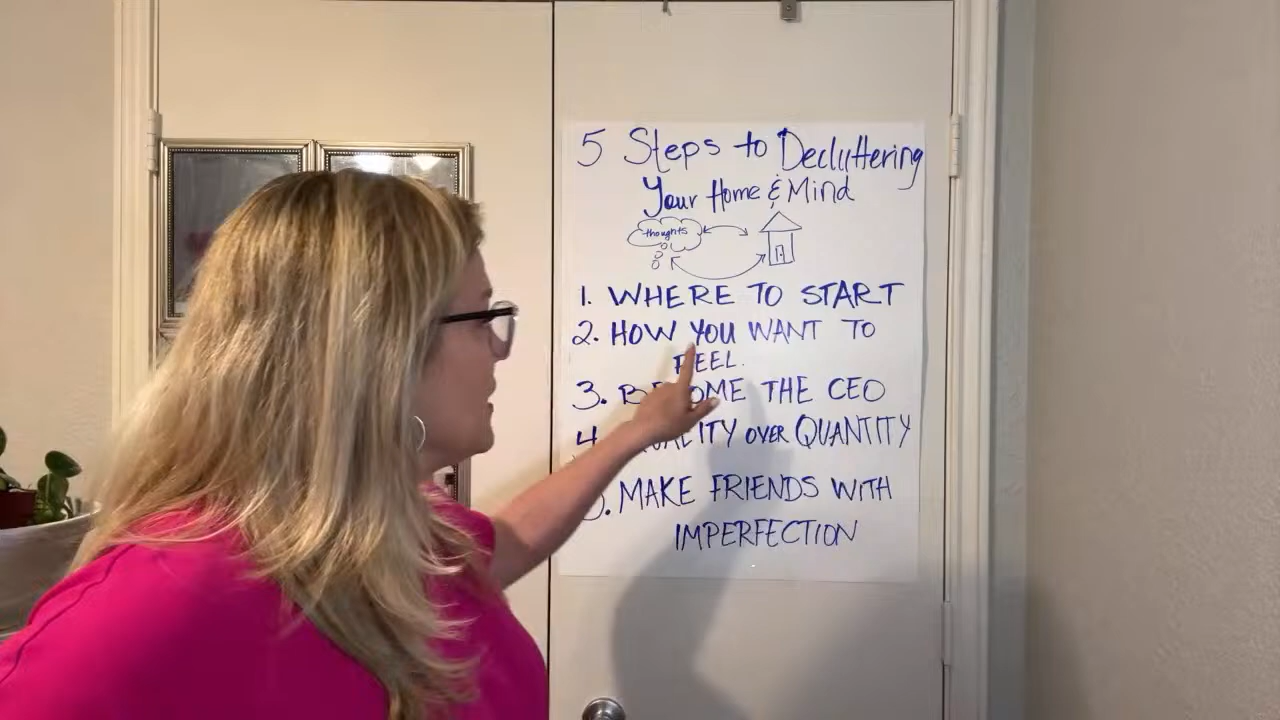 5 Steps to Decluttering
Your Home & Mind
thoughts
1. WHERE TO START
2. HOW YOU WANT TO
FEEL.
3. BECOME THE CEO
4. QUALITY OVER QUANTITY
5. MAKE FRIENDS WITH
IMPERFECTION